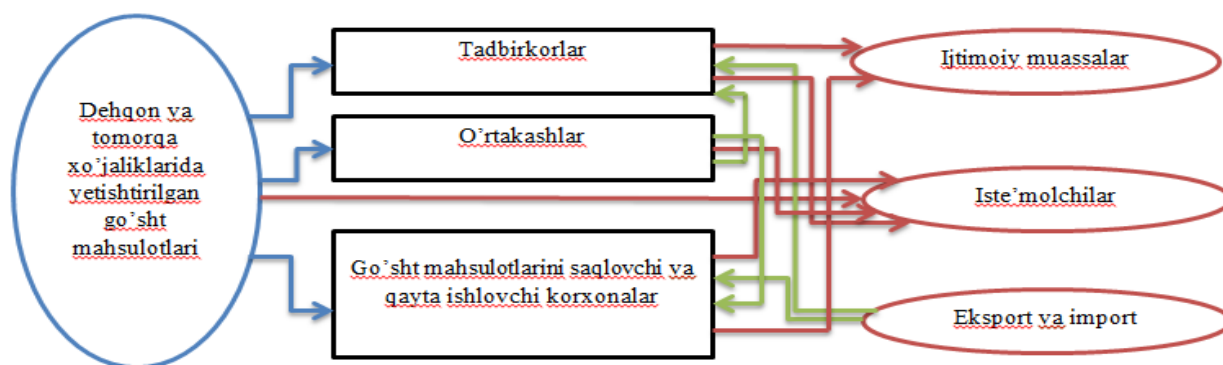 Dehqon va
tomorqa
xo’jaliklarida
yetishtirilgan
go’sht
mahsulotlari
Tadbirkorlar
O’rtakashlar
Go’sht mahsulotlarini saqlovchi va
qayta ishlovchi korxonalar
Ijtimoiy muassalar
Iste’molchilar
Eksport va import